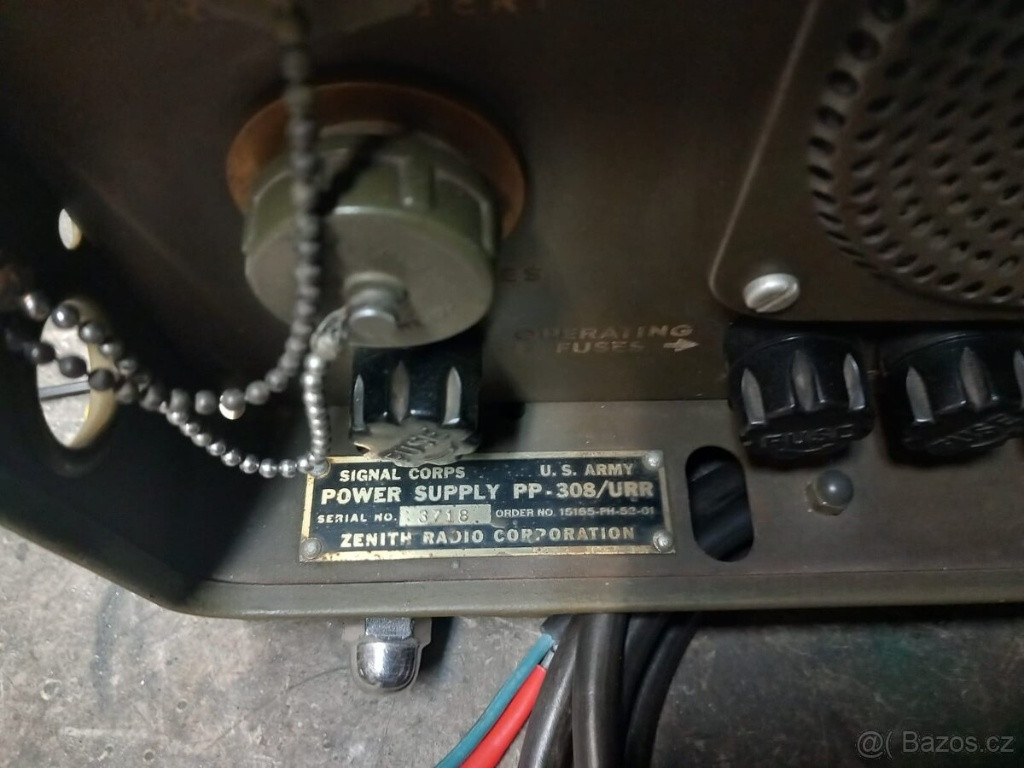 OPERATING
FUSES →
FUSE
FUSE
SIGNAL CORPS U. S. ARMY
POWER SUPPLY PP-308/URR
SERIAL NO. 3718 ORDER NO. 15185-PH-52-01
ZENITH RADIO CORPORATION
@( Bazos.cz